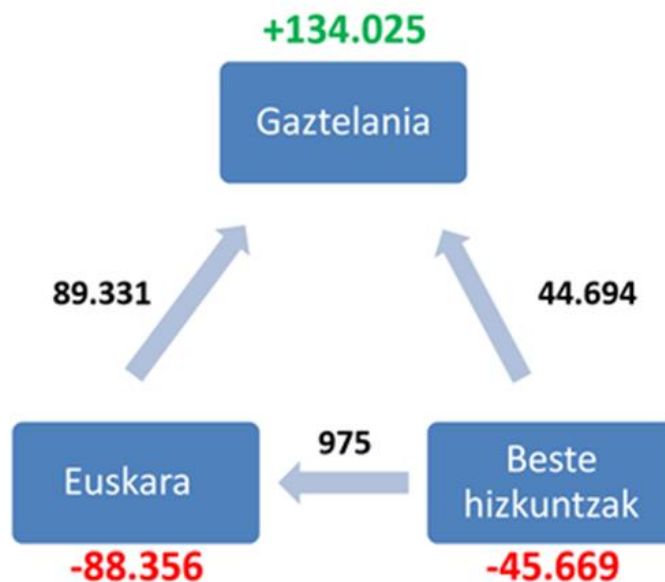 +134.025
Gaztelania
89.331
44.694
975
Euskara
Beste
hizkuntzak
-88.356
-45.669